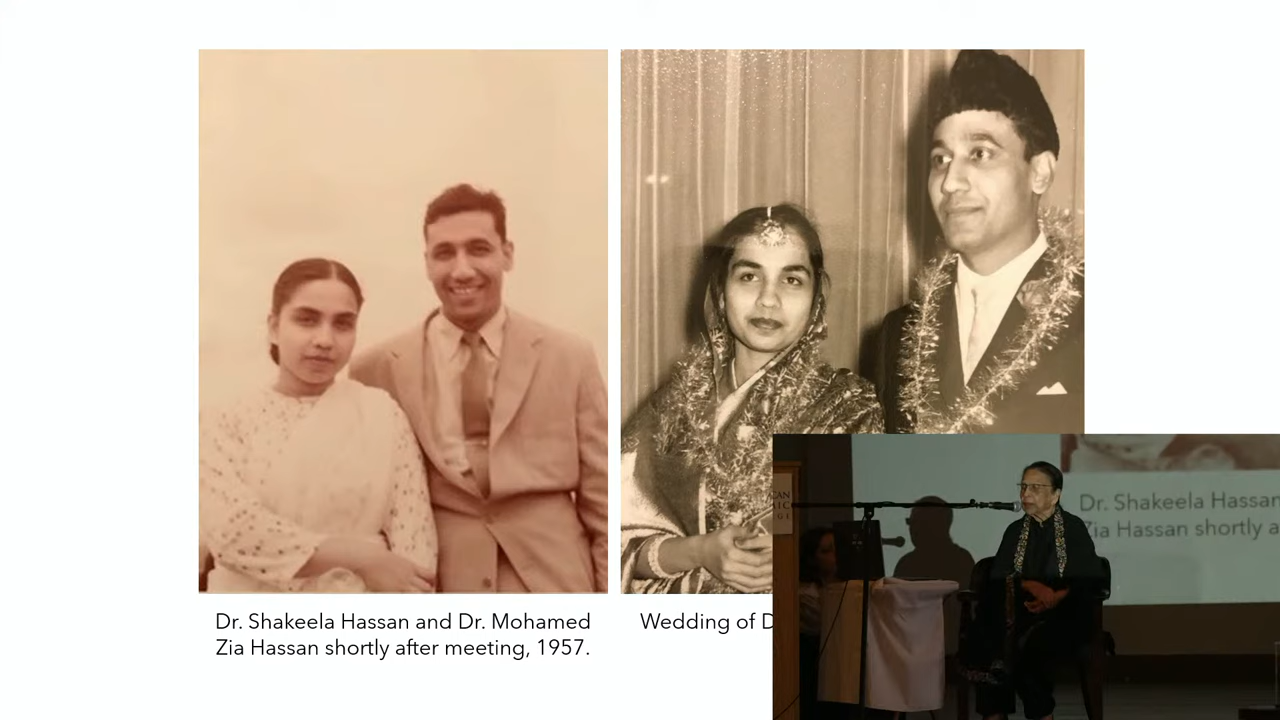 Dr. Shakeela Hassan and Dr. Mohamed
Zia Hassan shortly after meeting, 1957.
Wedding of D
CAN
Dr. Shakeela Hassan
Zia Hassan shortly a